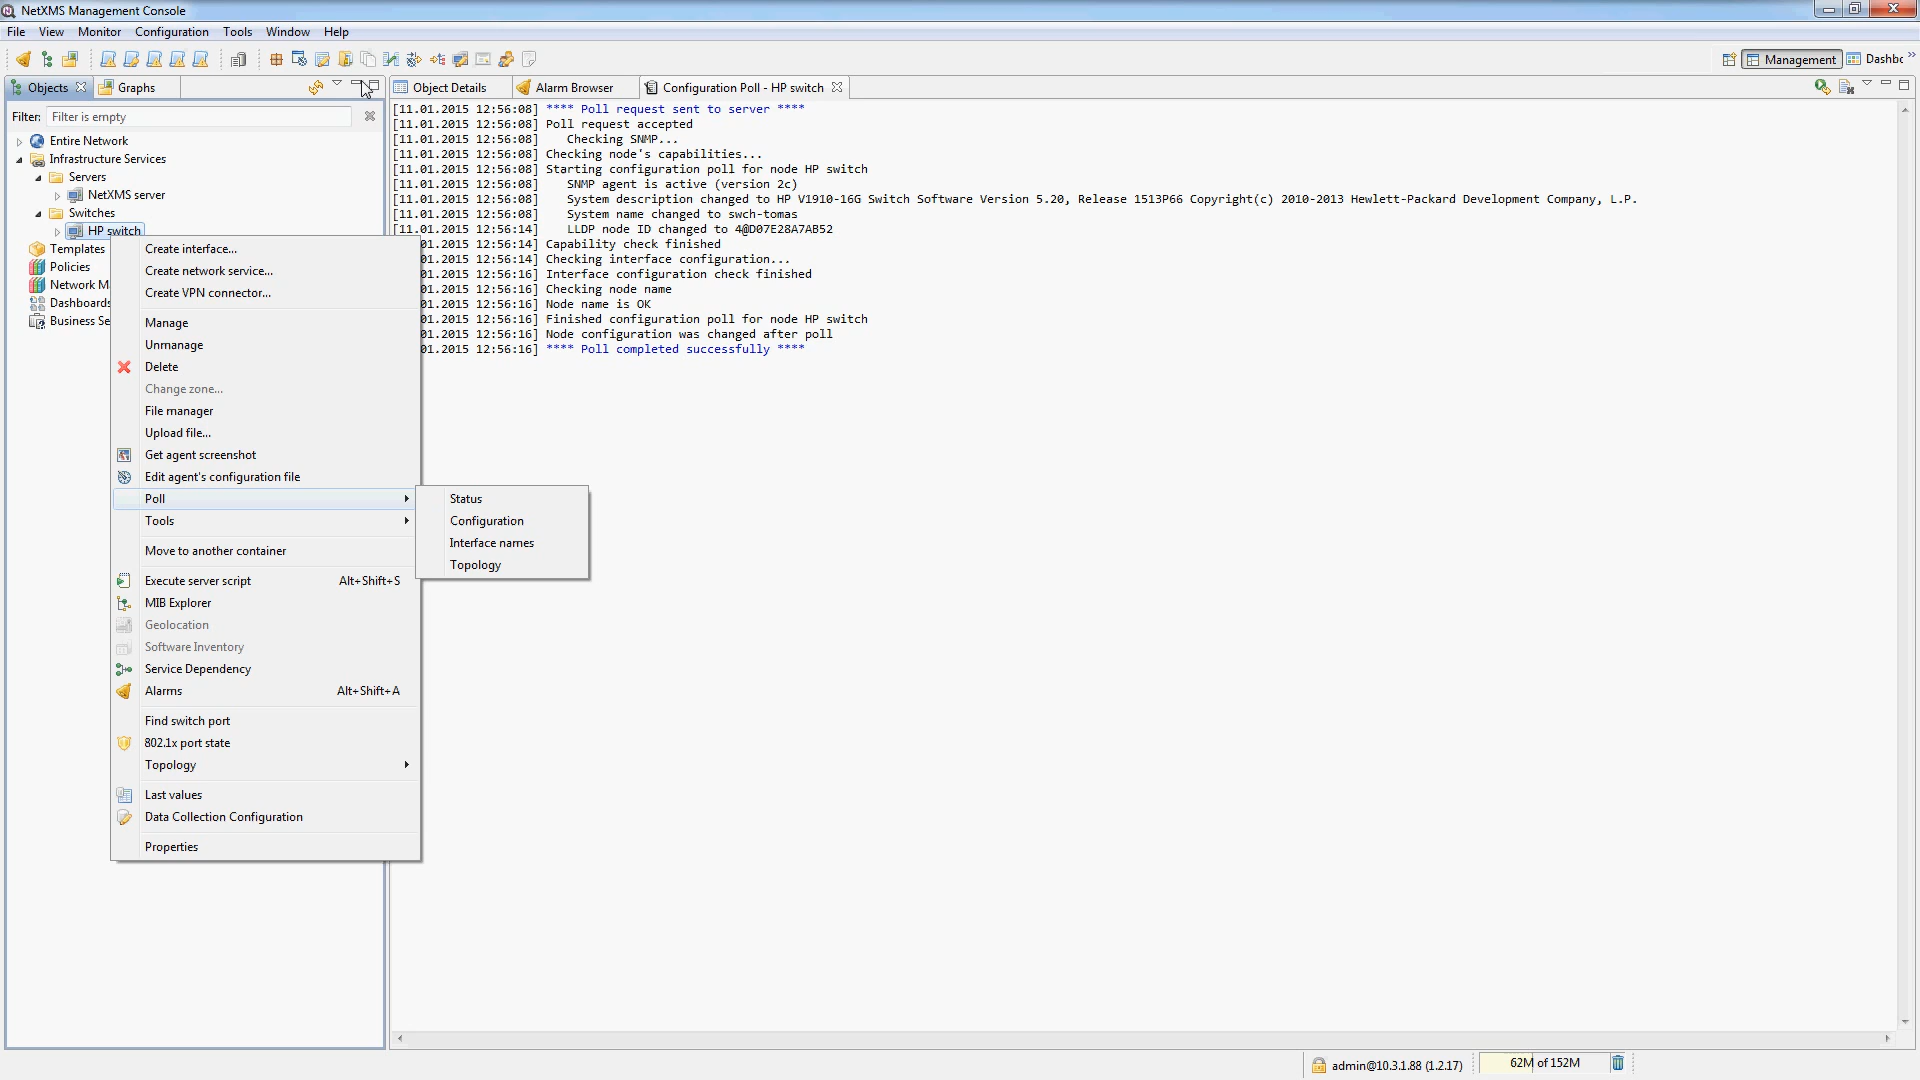 NetXMS Management Console
File View Monitor Configuration Tools Window Help
Management
Dashbc
Objects
Graphs
Object Details
Alarm Browser
Configuration Poll - HP switch
Filter: Filter is empty
Entire Network
Infrastructure Services
Servers
NetXMS server
Switches
HP switch
Templates
Policies
Network M
Dashboards
Business Se
[11.01.2015 12:56:08] **** Poll request sent to server ****
[11.01.2015 12:56:08] Poll request accepted
[11.01.2015 12:56:08] Checking SNMP...
[11.01.2015 12:56:08] Checking node's capabilities...
[11.01.2015 12:56:08] Starting configuration poll for node HP switch
[11.01.2015 12:56:08] SNMP agent is active (version 2c)
[11.01.2015 12:56:08] System description changed to HP V1910-16G Switch Software Version 5.20, Release 1513P66 Copyright(c) 2010-2013 Hewlett-Packard Development Company, L.P.
[11.01.2015 12:56:08] System name changed to swch-tomas
[11.01.2015 12:56:14] LLDP node ID changed to 4@D07E28A7AB52
01.2015 12:56:14] Capability check finished
01.2015 12:56:14] Checking interface configuration...
01.2015 12:56:16] Interface configuration check finished
01.2015 12:56:16] Checking node name
01.2015 12:56:16] Node name is OK
01.2015 12:56:16] Finished configuration poll for node HP switch
01.2015 12:56:16] Node configuration was changed after poll
01.2015 12:56:16] **** Poll completed successfully ****
Create interface...
Create network service...
Create VPN connector...
Manage
Unmanage
Delete
Change zone...
File manager
Upload file...
Get agent screenshot
Edit agent's configuration file
Poll
Tools
Move to another container
Execute server script Alt+Shift+S
MIB Explorer
Geolocation
Software Inventory
Service Dependency
Alarms Alt+Shift+A
Find switch port
802.1x port state
Topology
Last values
Data Collection Configuration
Properties
Status
Configuration
Interface names
Topology
admin@10.3.1.88 (1.2.17)
62M of 152M